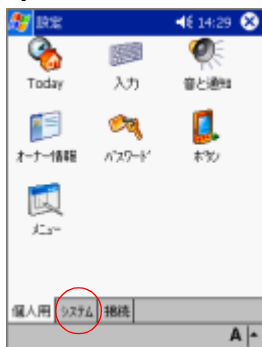 設定 14:29
Today 入力 音と通知
オーナー情報 パスワード ボタン
メニュー
個人用 システム 接続
A